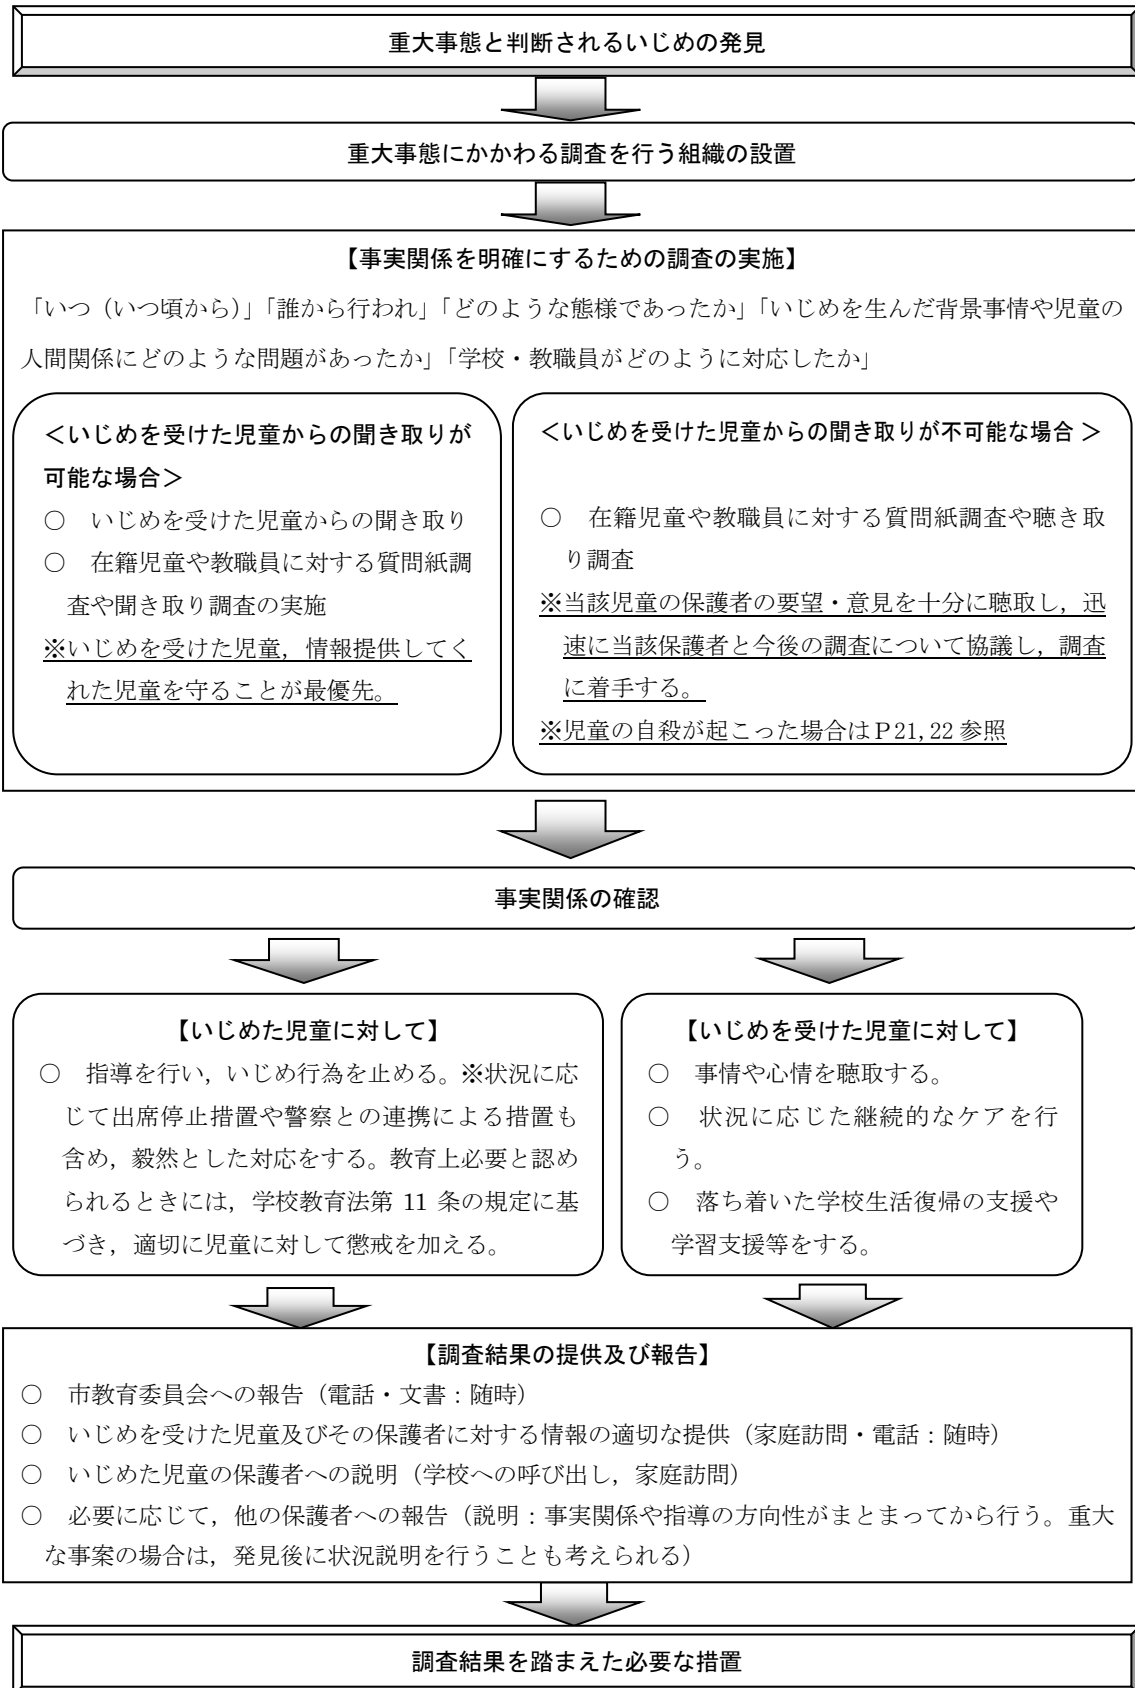 重大事態と判断されるいじめの発見
重大事態にかかわる調査を行う組織の設置
【事実関係を明確にするための調査の実施】
「いつ（いつ頃から）」「誰から行われ」「どのような態様であったか」「いじめを生んだ背景事情や児童の
人間関係にどのような問題があったか」「学校・教職員がどのように対応したか」
＜いじめを受けた児童からの聞き取りが
可能な場合＞
○　いじめを受けた児童からの聞き取り
○　在籍児童や教職員に対する質問紙調
査や聞き取り調査の実施
※いじめを受けた児童，情報提供してく
れた児童を守ることが最優先。
＜いじめを受けた児童からの聞き取りが不可能な場合 ＞
○　在籍児童や教職員に対する質問紙調査や聴き取
り調査
※当該児童の保護者の要望・意見を十分に聴取し，迅
速に当該保護者と今後の調査について協議し，調査
に着手する。
※児童の自殺が起こった場合はＰ21,22 参照
事実関係の確認
【いじめた児童に対して】
○　指導を行い，いじめ行為を止める。※状況に応
じて出席停止措置や警察との連携による措置も
含め，毅然とした対応をする。教育上必要と認め
られるときには，学校教育法第 11 条の規定に基
づき，適切に児童に対して懲戒を加える。
【いじめを受けた児童に対して】
○　事情や心情を聴取する。
○　状況に応じた継続的なケアを行
う。
○　落ち着いた学校生活復帰の支援や
学習支援等をする。
【調査結果の提供及び報告】
○　市教育委員会への報告（電話・文書：随時）
○　いじめを受けた児童及びその保護者に対する情報の適切な提供（家庭訪問・電話：随時）
○　いじめた児童の保護者への説明（学校への呼び出し，家庭訪問）
○　必要に応じて，他の保護者への報告（説明：事実関係や指導の方向性がまとまってから行う。重大
な事案の場合は，発見後に状況説明を行うことも考えられる）
調査結果を踏まえた必要な措置